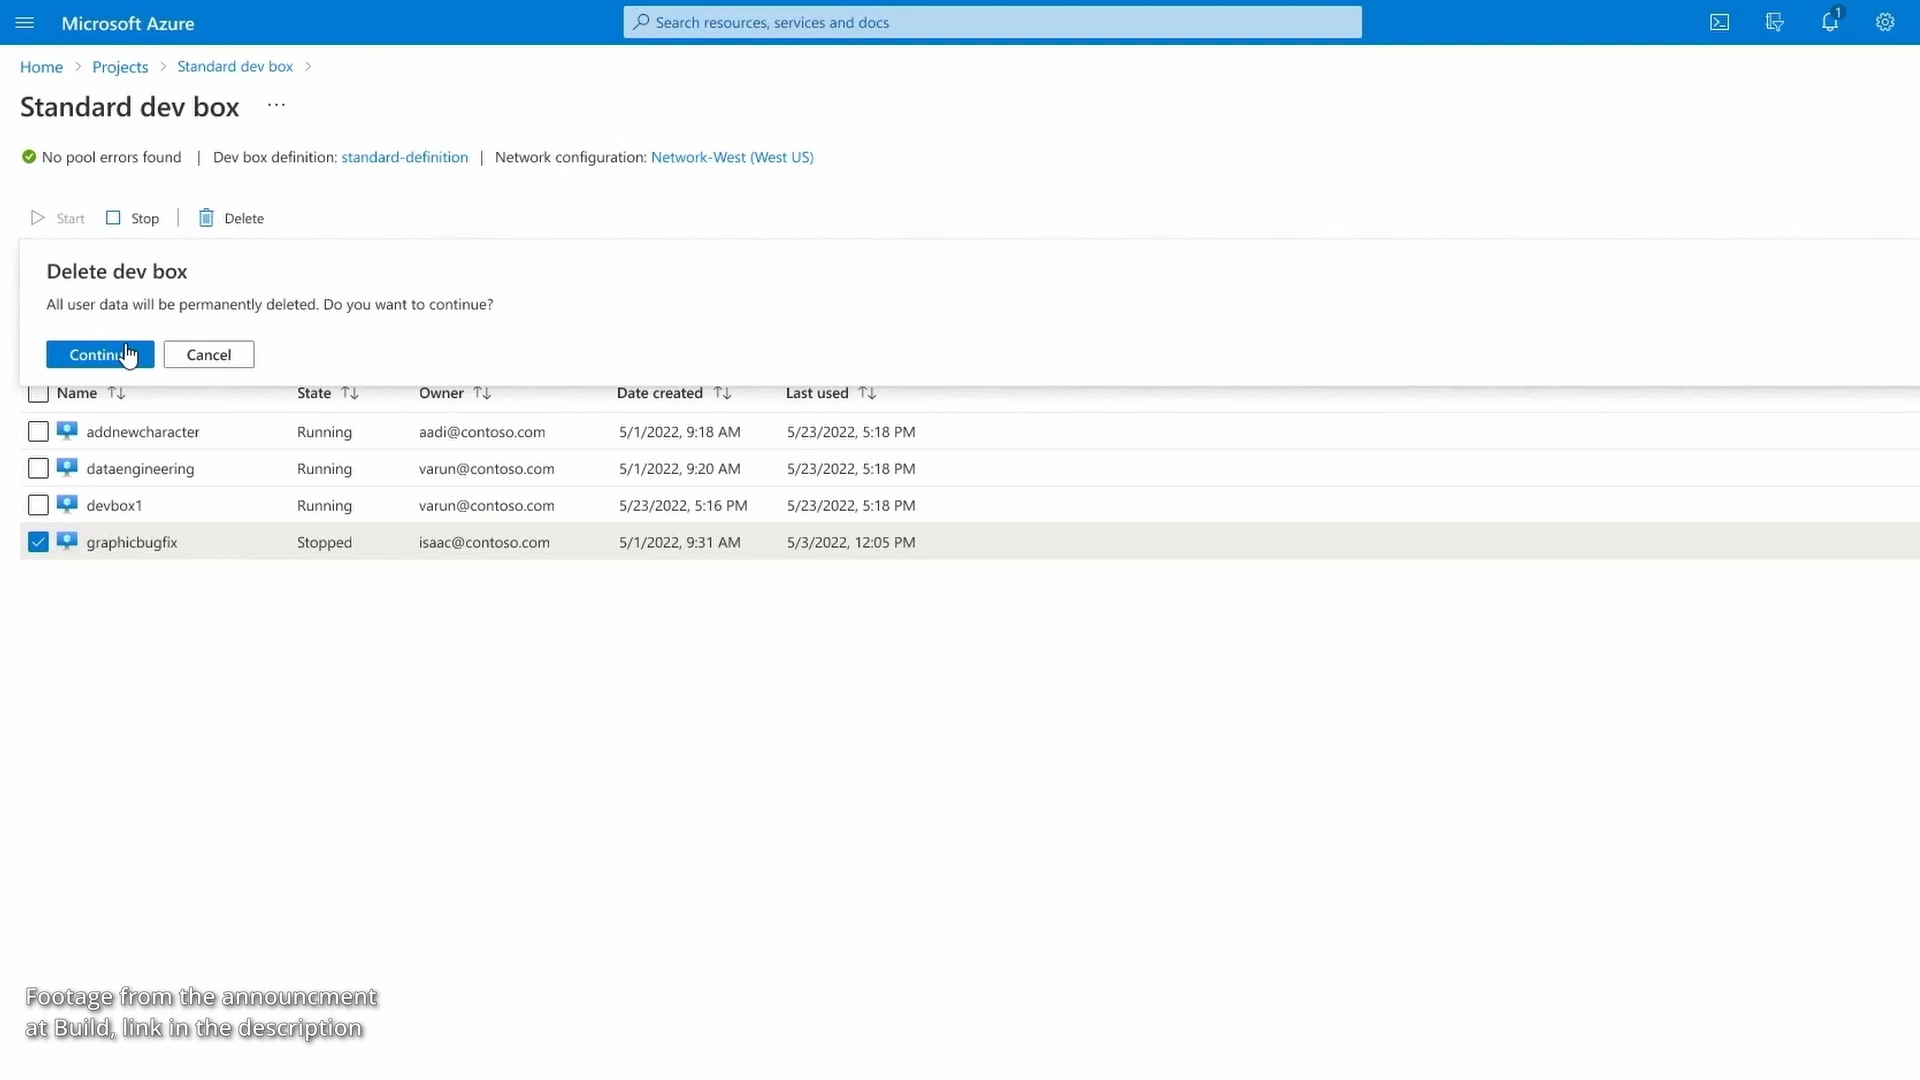 Microsoft Azure
Search resources, services and docs
1
Home > Projects > Standard dev box >
Standard dev box ...
No pool errors found | Dev box definition: standard-definition | Network configuration: Network-West (West US)
Start Stop | Delete
Delete dev box
All user data will be permanently deleted. Do you want to continue?
Cancel
Name State Owner Date created Last used
addnewcharacter Running aadi@contoso.com 5/1/2022, 9:18 AM 5/23/2022, 5:18 PM
dataengineering Running varun@contoso.com 5/1/2022, 9:20 AM 5/23/2022, 5:18 PM
devbox1 Running varun@contoso.com 5/23/2022, 5:16 PM 5/23/2022, 5:18 PM
graphicbugfix Stopped isaac@contoso.com 5/1/2022, 9:31 AM 5/3/2022, 12:05 PM
Footage from the announcment
at Build, link in the description